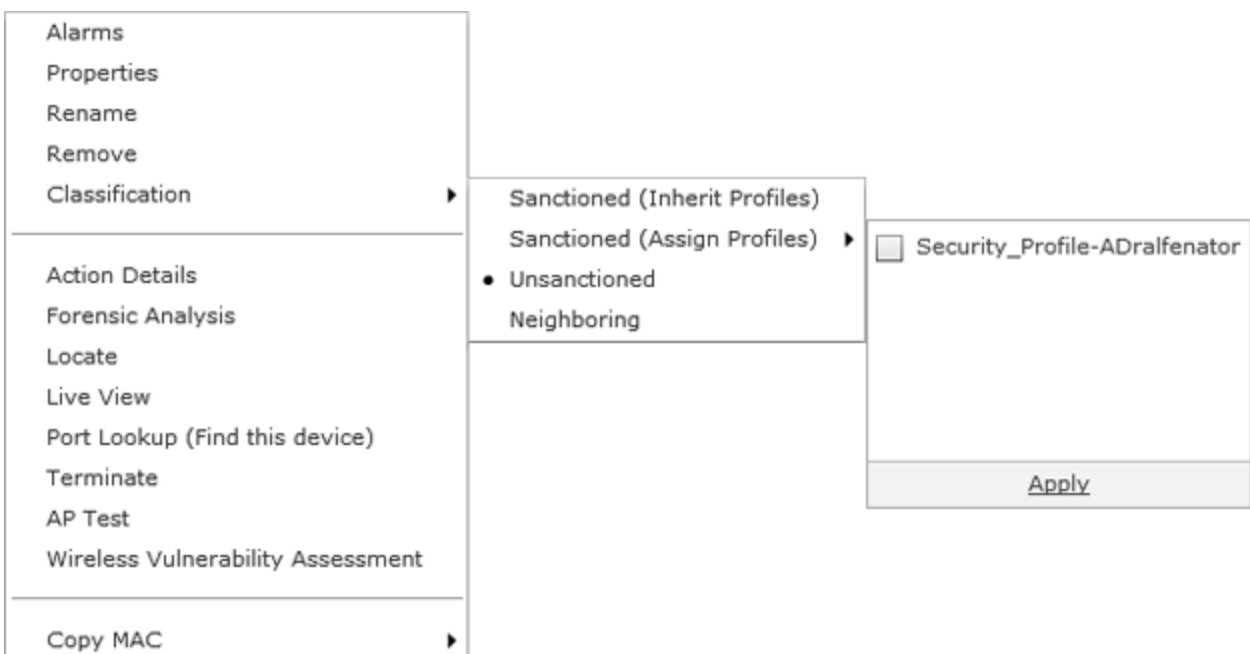 Alarms
Properties
Rename
Remove
Classification
Sanctioned (Inherit Profiles)
Sanctioned (Assign Profiles)
Unsanctioned
Neighboring
Security_Profile-ADralfenator
Apply
Action Details
Forensic Analysis
Locate
Live View
Port Lookup (Find this device)
Terminate
AP Test
Wireless Vulnerability Assessment
Copy MAC